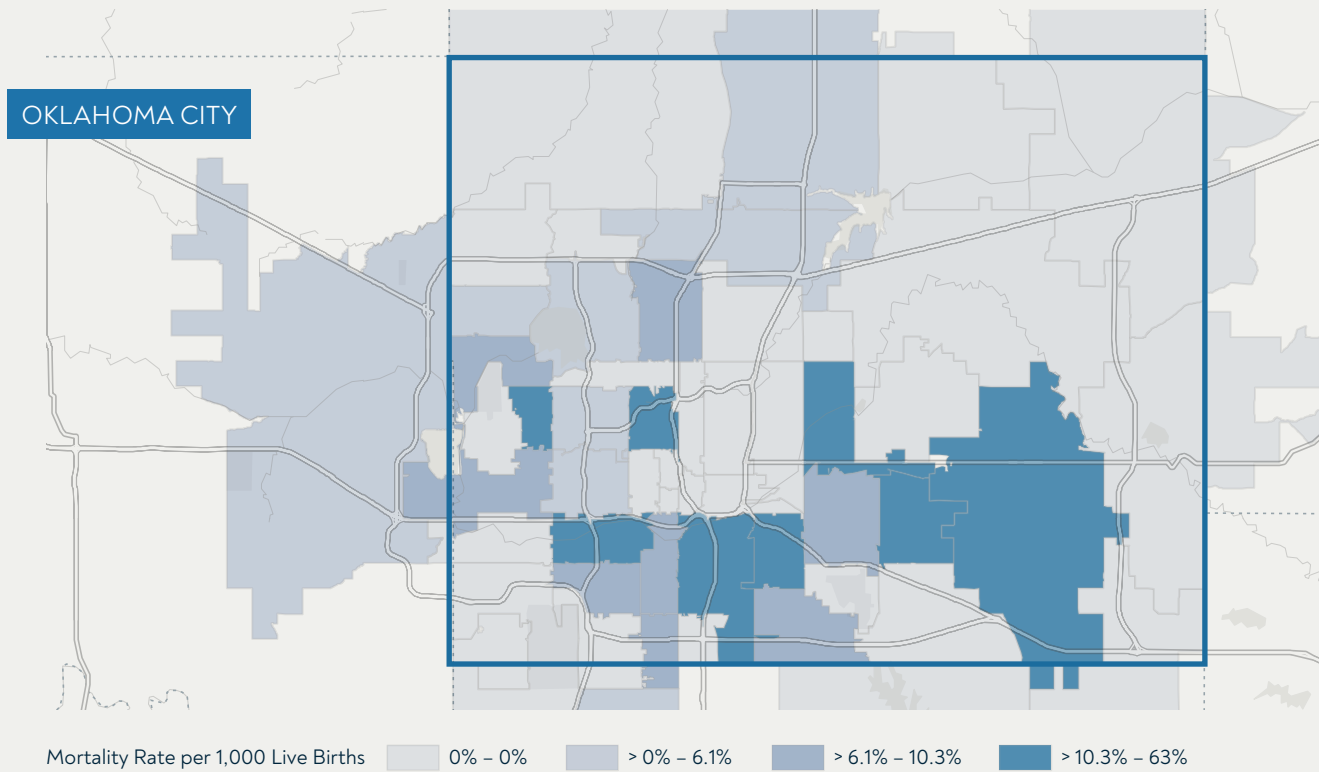 OKLAHOMA CITY
Mortality Rate per 1,000 Live Births 0% – 0% > 0% – 6.1% > 6.1% – 10.3% > 10.3% – 63%